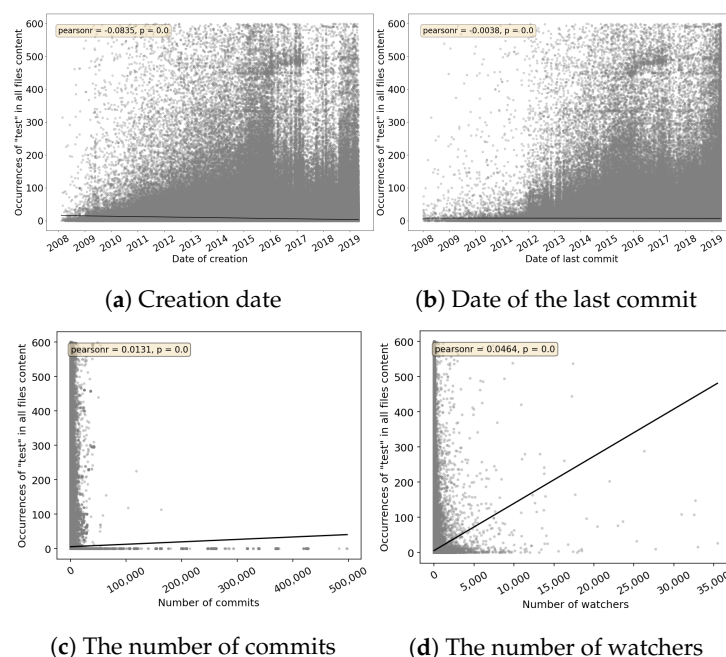 pearsonr = -0.0835, p = 0.0
Occurrences of "test" in all files content
600
500
400
300
200
100
0
2008 2009 2010 2011 2012 2013 2014 2015 2016 2017 2018 2019
Date of creation
(a) Creation date
pearsonr = -0.0038, p = 0.0
Occurrences of "test" in all files content
600
500
400
300
200
100
0
2008 2009 2010 2011 2012 2013 2014 2015 2016 2017 2018 2019
Date of last commit
(b) Date of the last commit
pearsonr = 0.0131, p = 0.0
Occurrences of "test" in all files content
600
500
400
300
200
100
0
0 100,000 200,000 300,000 400,000 500,000
Number of commits
(c) The number of commits
pearsonr = 0.0464, p = 0.0
Occurrences of "test" in all files content
600
500
400
300
200
100
0
0 5,000 10,000 15,000 20,000 25,000 30,000 35,000
Number of watchers
(d) The number of watchers